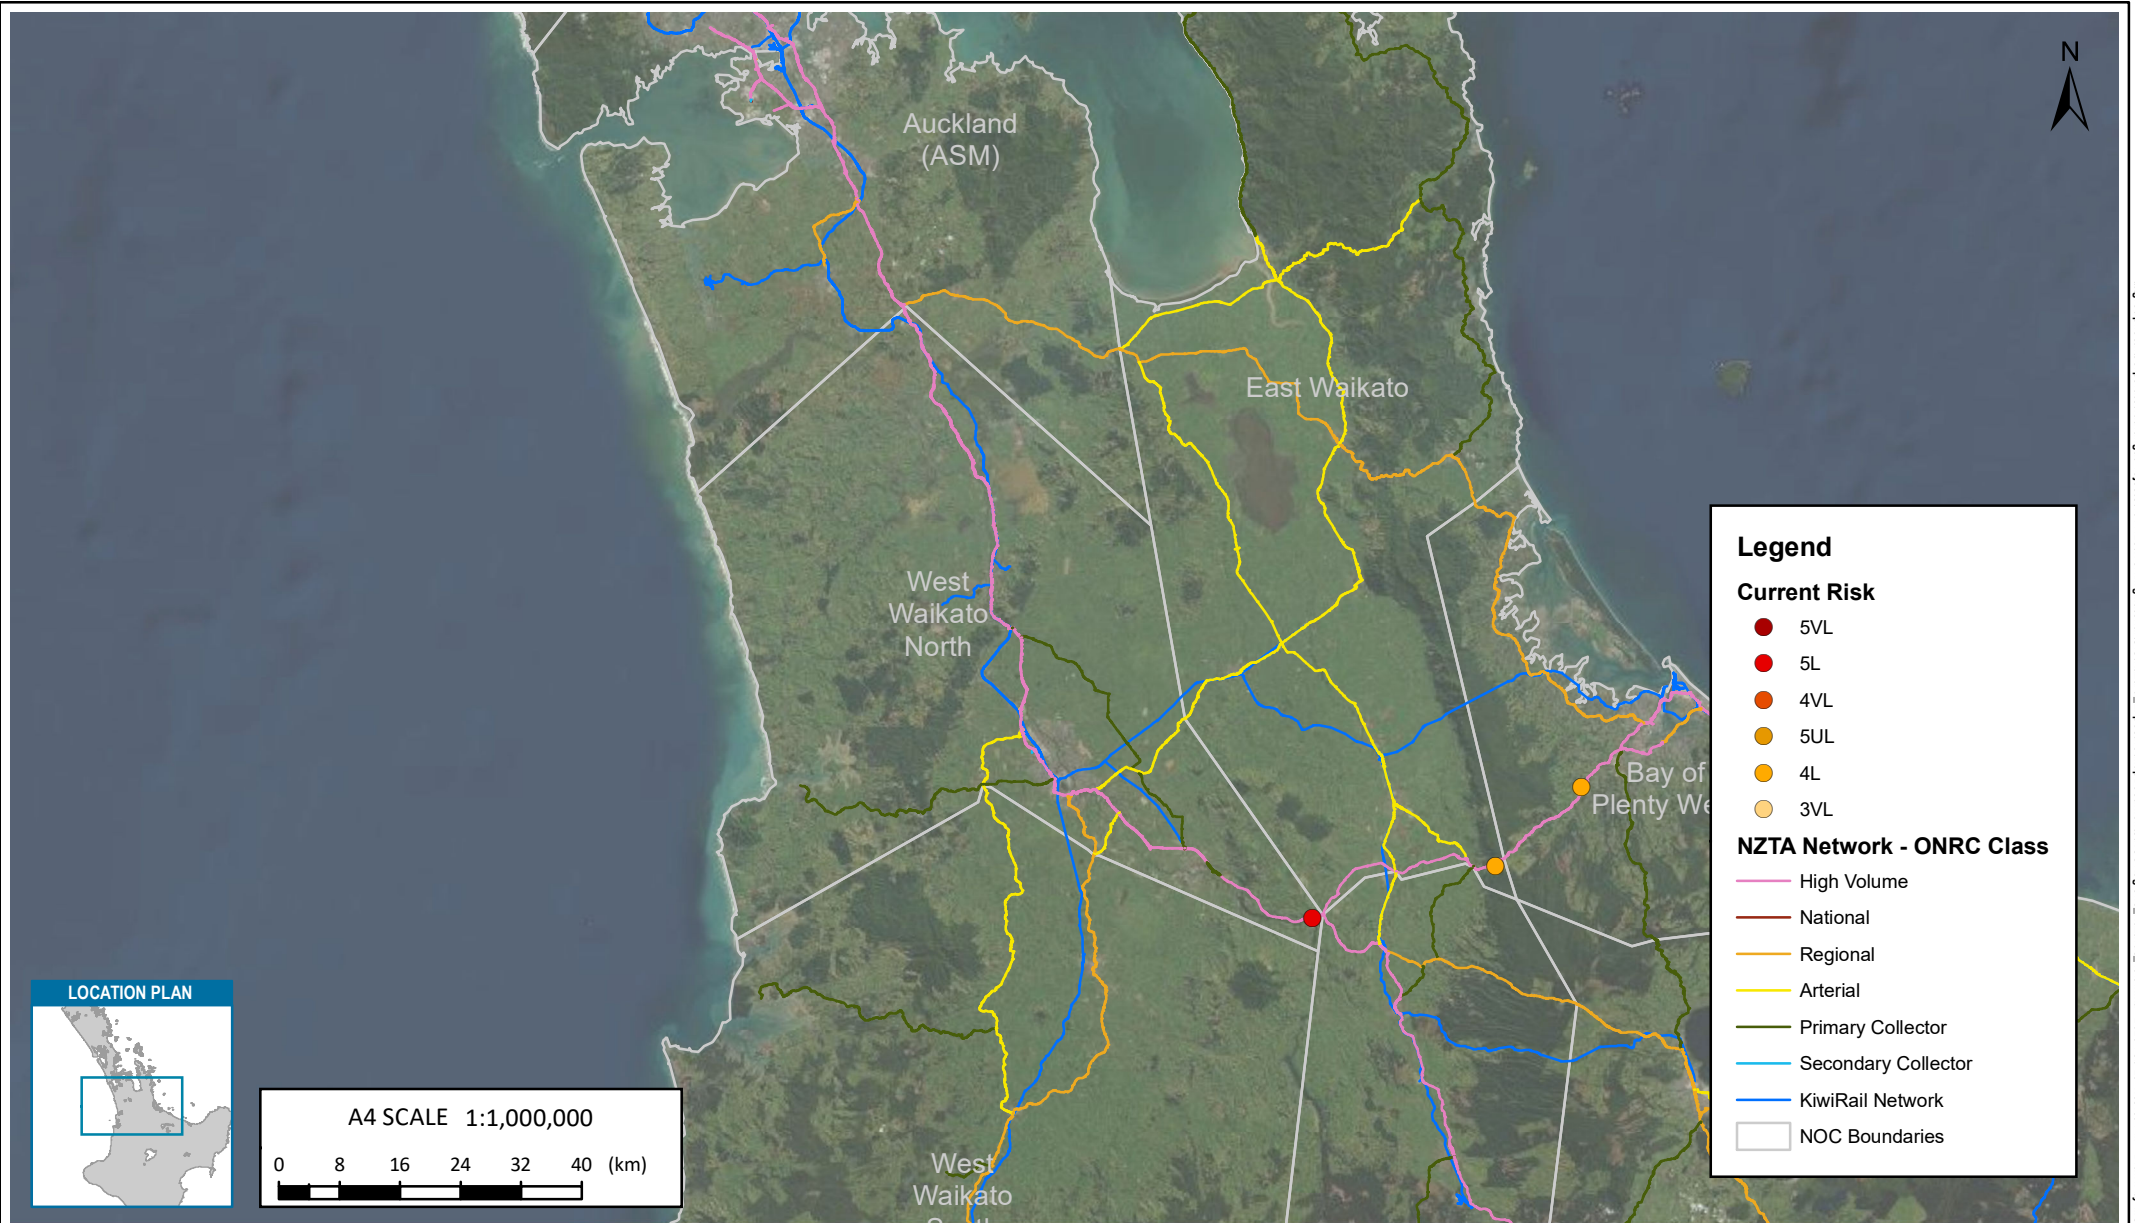 N
Auckland
(ASM)
East Waikato
West
Waikato
North
Bay of
Plenty We
West
Waikato
Legend
Current Risk
5VL
5L
4VL
5UL
4L
3VL
NZTA Network - ONRC Class
High Volume
National
Regional
Arterial
Primary Collector
Secondary Collector
KiwiRail Network
NOC Boundaries
LOCATION PLAN
A4 SCALE 1:1,000,000
0 8 16 24 32 40 (km)